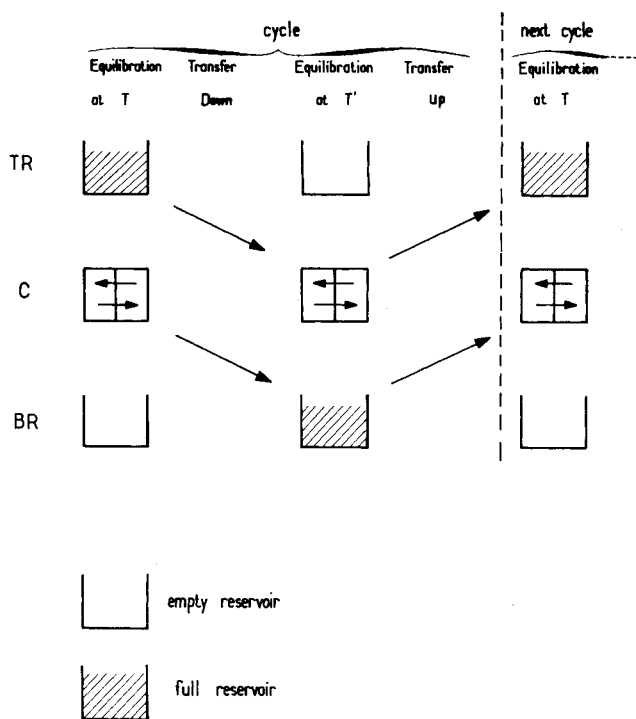 cycle
next cycle
Equilibration Transfer Equilibration Transfer Equilibration
at T Down at T' Up at T
TR
C
BR
empty reservoir
full reservoir